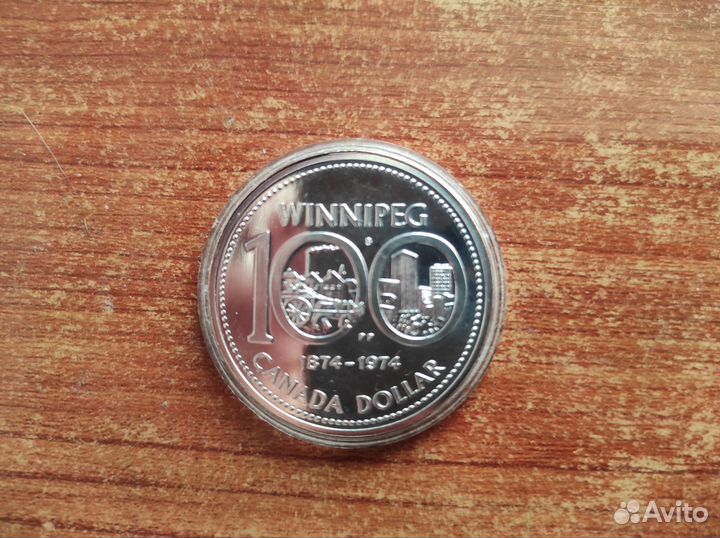 WINNIPEG
100
1874-1974
CANADA DOLLAR
Avito